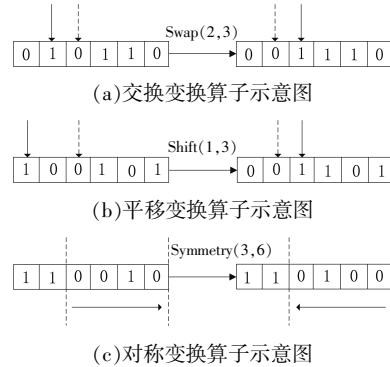 Swap(2,3)
0 1 0 1 1 0 0 0 1 1 1 0
(a)交换变换算子示意图
Shift(1,3)
1 0 0 1 0 1 0 0 1 1 0 1
(b)平移变换算子示意图
Symmetry(3,6)
1 1 0 0 1 0 1 1 0 1 0 0
(c)对称变换算子示意图